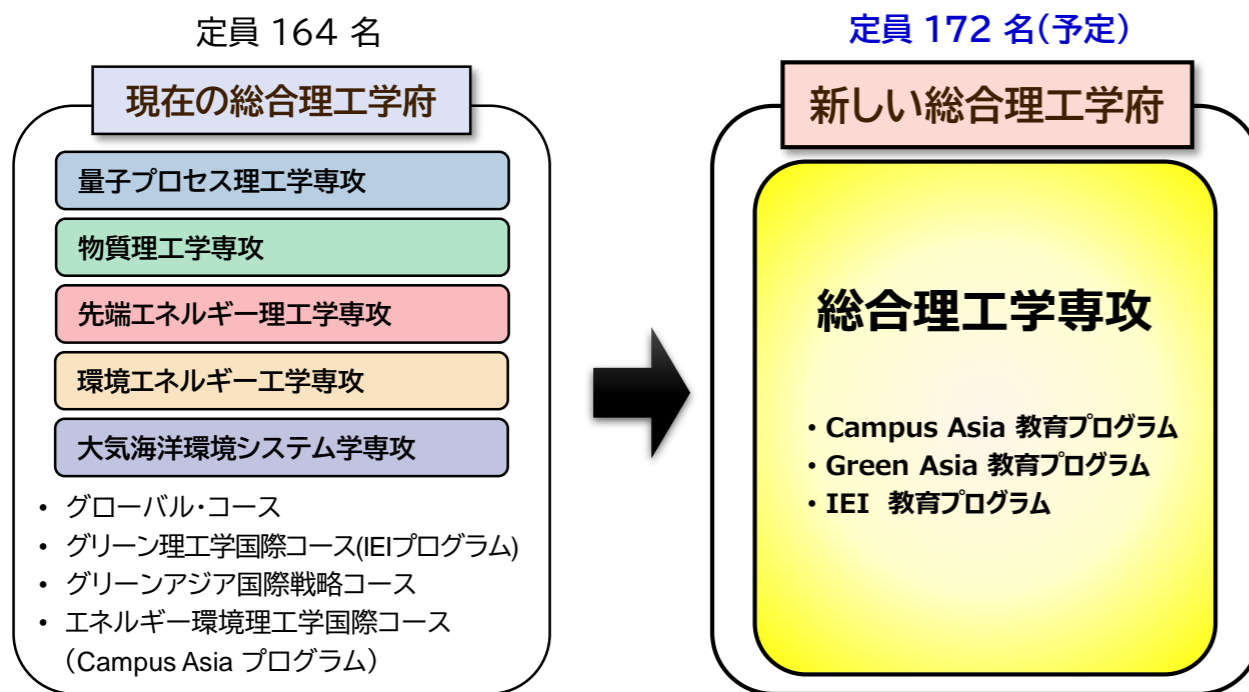 定員 164 名
現在の総合理工学府
量子プロセス理工学専攻
物質理工学専攻
先端エネルギー理工学専攻
環境エネルギー工学専攻
大気海洋環境システム学専攻
• グローバル・コース
• グリーン理工学国際コース(IEIプログラム)
• グリーンアジア国際戦略コース
• エネルギー環境理工学国際コース
（Campus Asia プログラム）
定員 172 名(予定)
新しい総合理工学府
総合理工学専攻
・Campus Asia 教育プログラム
・Green Asia 教育プログラム
・IEI 教育プログラム